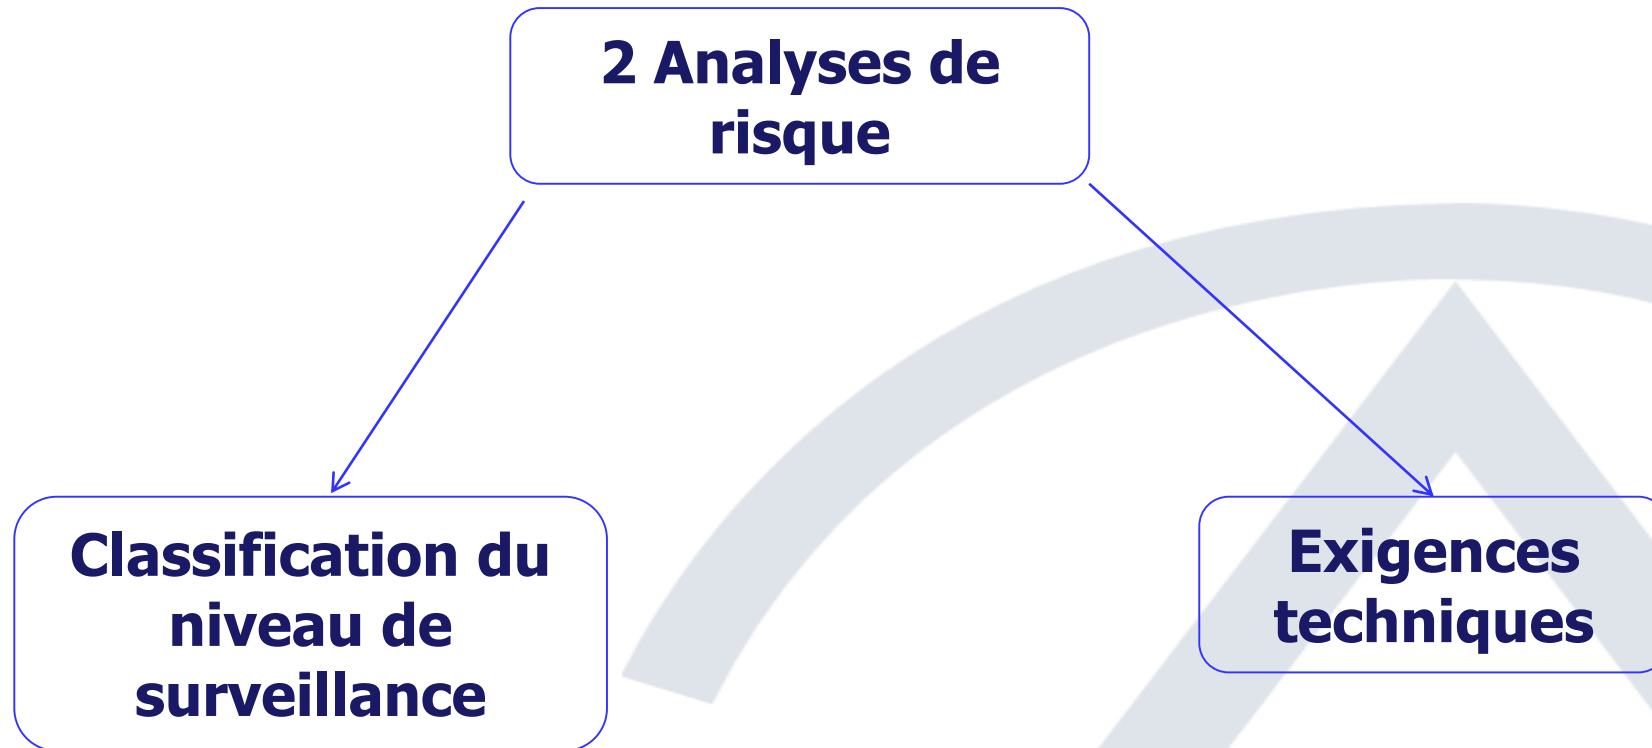 2 Analyses de
risque
Classification du
niveau de
surveillance
Exigences
techniques